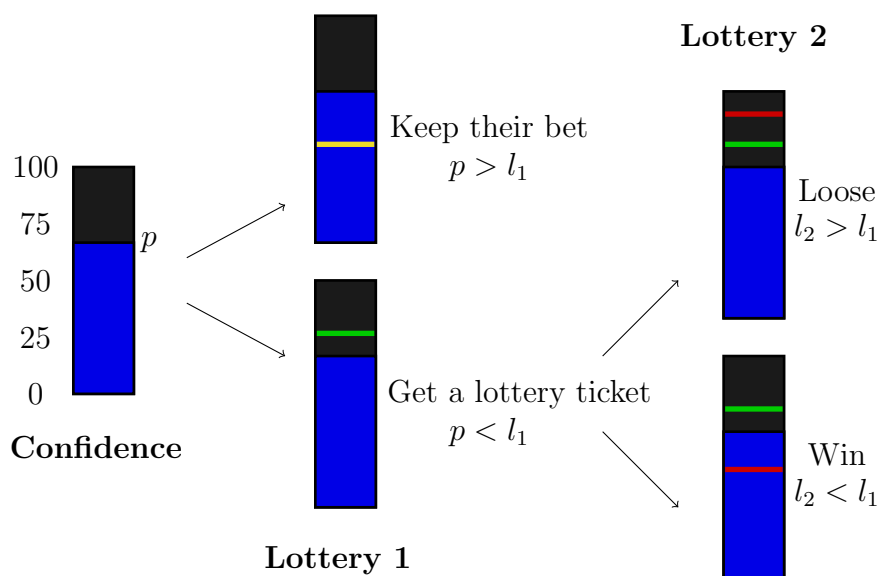 100
75
50
25
0
p
Confidence
Keep their bet
p > l₁
Get a lottery ticket
p < l₁
Lottery 1
Lottery 2
Loose
l₂ > l₁
Win
l₂ < l₁